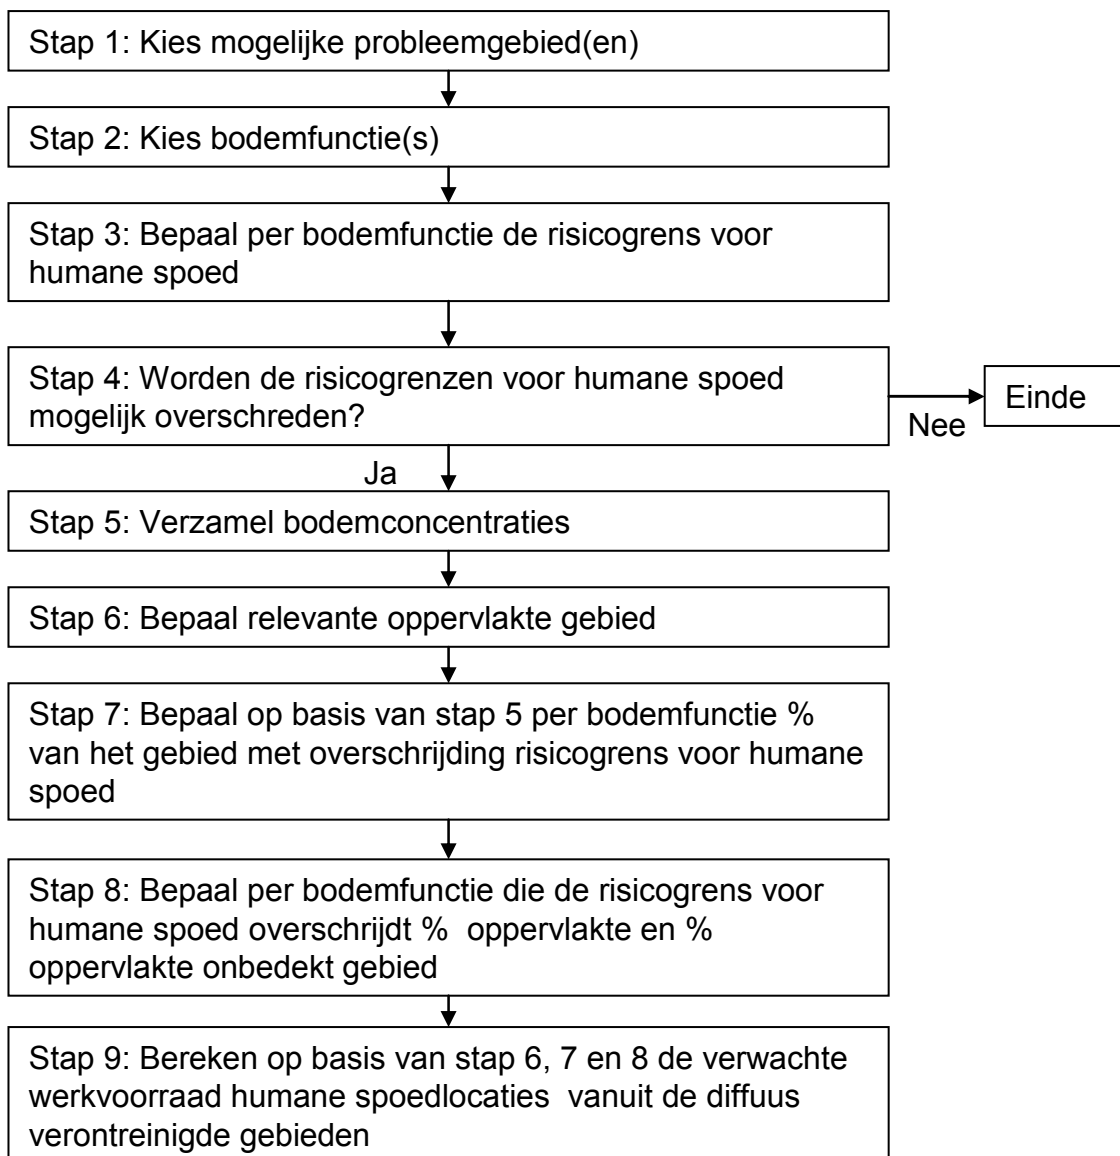 Stap 1: Kies mogelijke probleemgebied(en)
Stap 2: Kies bodemfunctie(s)
Stap 3: Bepaal per bodemfunctie de risicogrens voor
humane spoed
Stap 4: Worden de risicogrenzen voor humane spoed
mogelijk overschreden?
Einde
Nee
Ja
Stap 5: Verzamel bodemconcentraties
Stap 6: Bepaal relevante oppervlakte gebied
Stap 7: Bepaal op basis van stap 5 per bodemfunctie %
van het gebied met overschrijding risicogrens voor humane
spoed
Stap 8: Bepaal per bodemfunctie die de risicogrens voor
humane spoed overschrijdt % oppervlakte en %
oppervlakte onbedekt gebied
Stap 9: Bereken op basis van stap 6, 7 en 8 de verwachte
werkvoorraad humane spoedlocaties vanuit de diffuus
verontreinigde gebieden